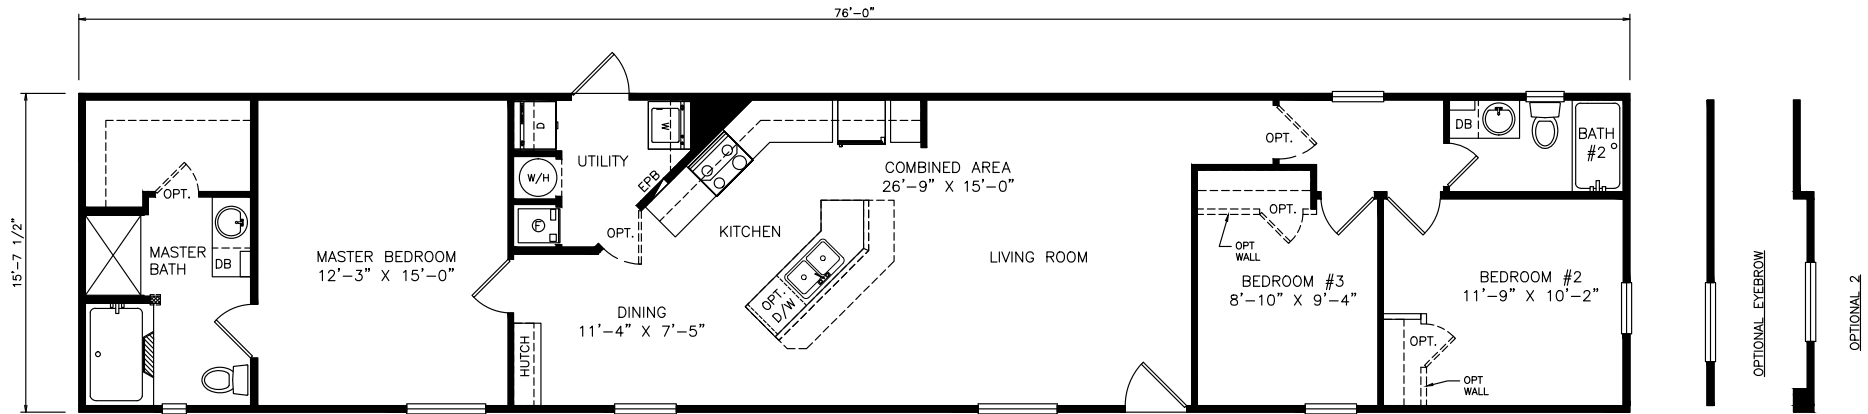 76'-0"
15'-7 1/2"
OPT.
MASTER
BATH
DB
MASTER BEDROOM
12'-3" X 15'-0"
D
W
UTILITY
W/H
F
EPB
OPT.
KITCHEN
COMBINED AREA
26'-9" X 15'-0"
OPT.
D/W
DINING
11'-4" X 7'-5"
HUTCH
LIVING ROOM
OPT.
OPT.
OPT
WALL
BEDROOM #3
8'-10" X 9'-4"
DB
BATH
#2
BEDROOM #2
11'-9" X 10'-2"
OPT.
OPT
WALL
OPTIONAL EYEBROW
OPTIONAL 2